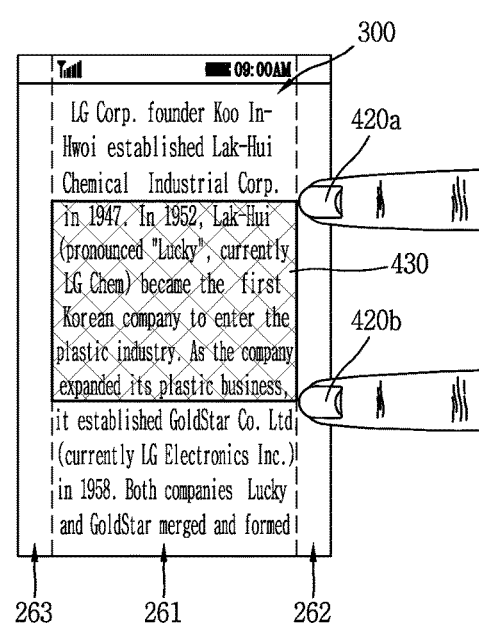 300
09:00AM
420a
LG Corp. founder Koo In-
Hwoi established Lak-Hui
Chemical Industrial Corp.
in 1947. In 1952, Lak-Hui
(pronounced "Lucky", currently
LG Chem) became the first
430
Korean company to enter the
420b
plastic industry. As the company
expanded its plastic business,
it established GoldStar Co. Ltd
(currently LG Electronics Inc.)
in 1958. Both companies Lucky
and GoldStar merged and formed
263 261 262